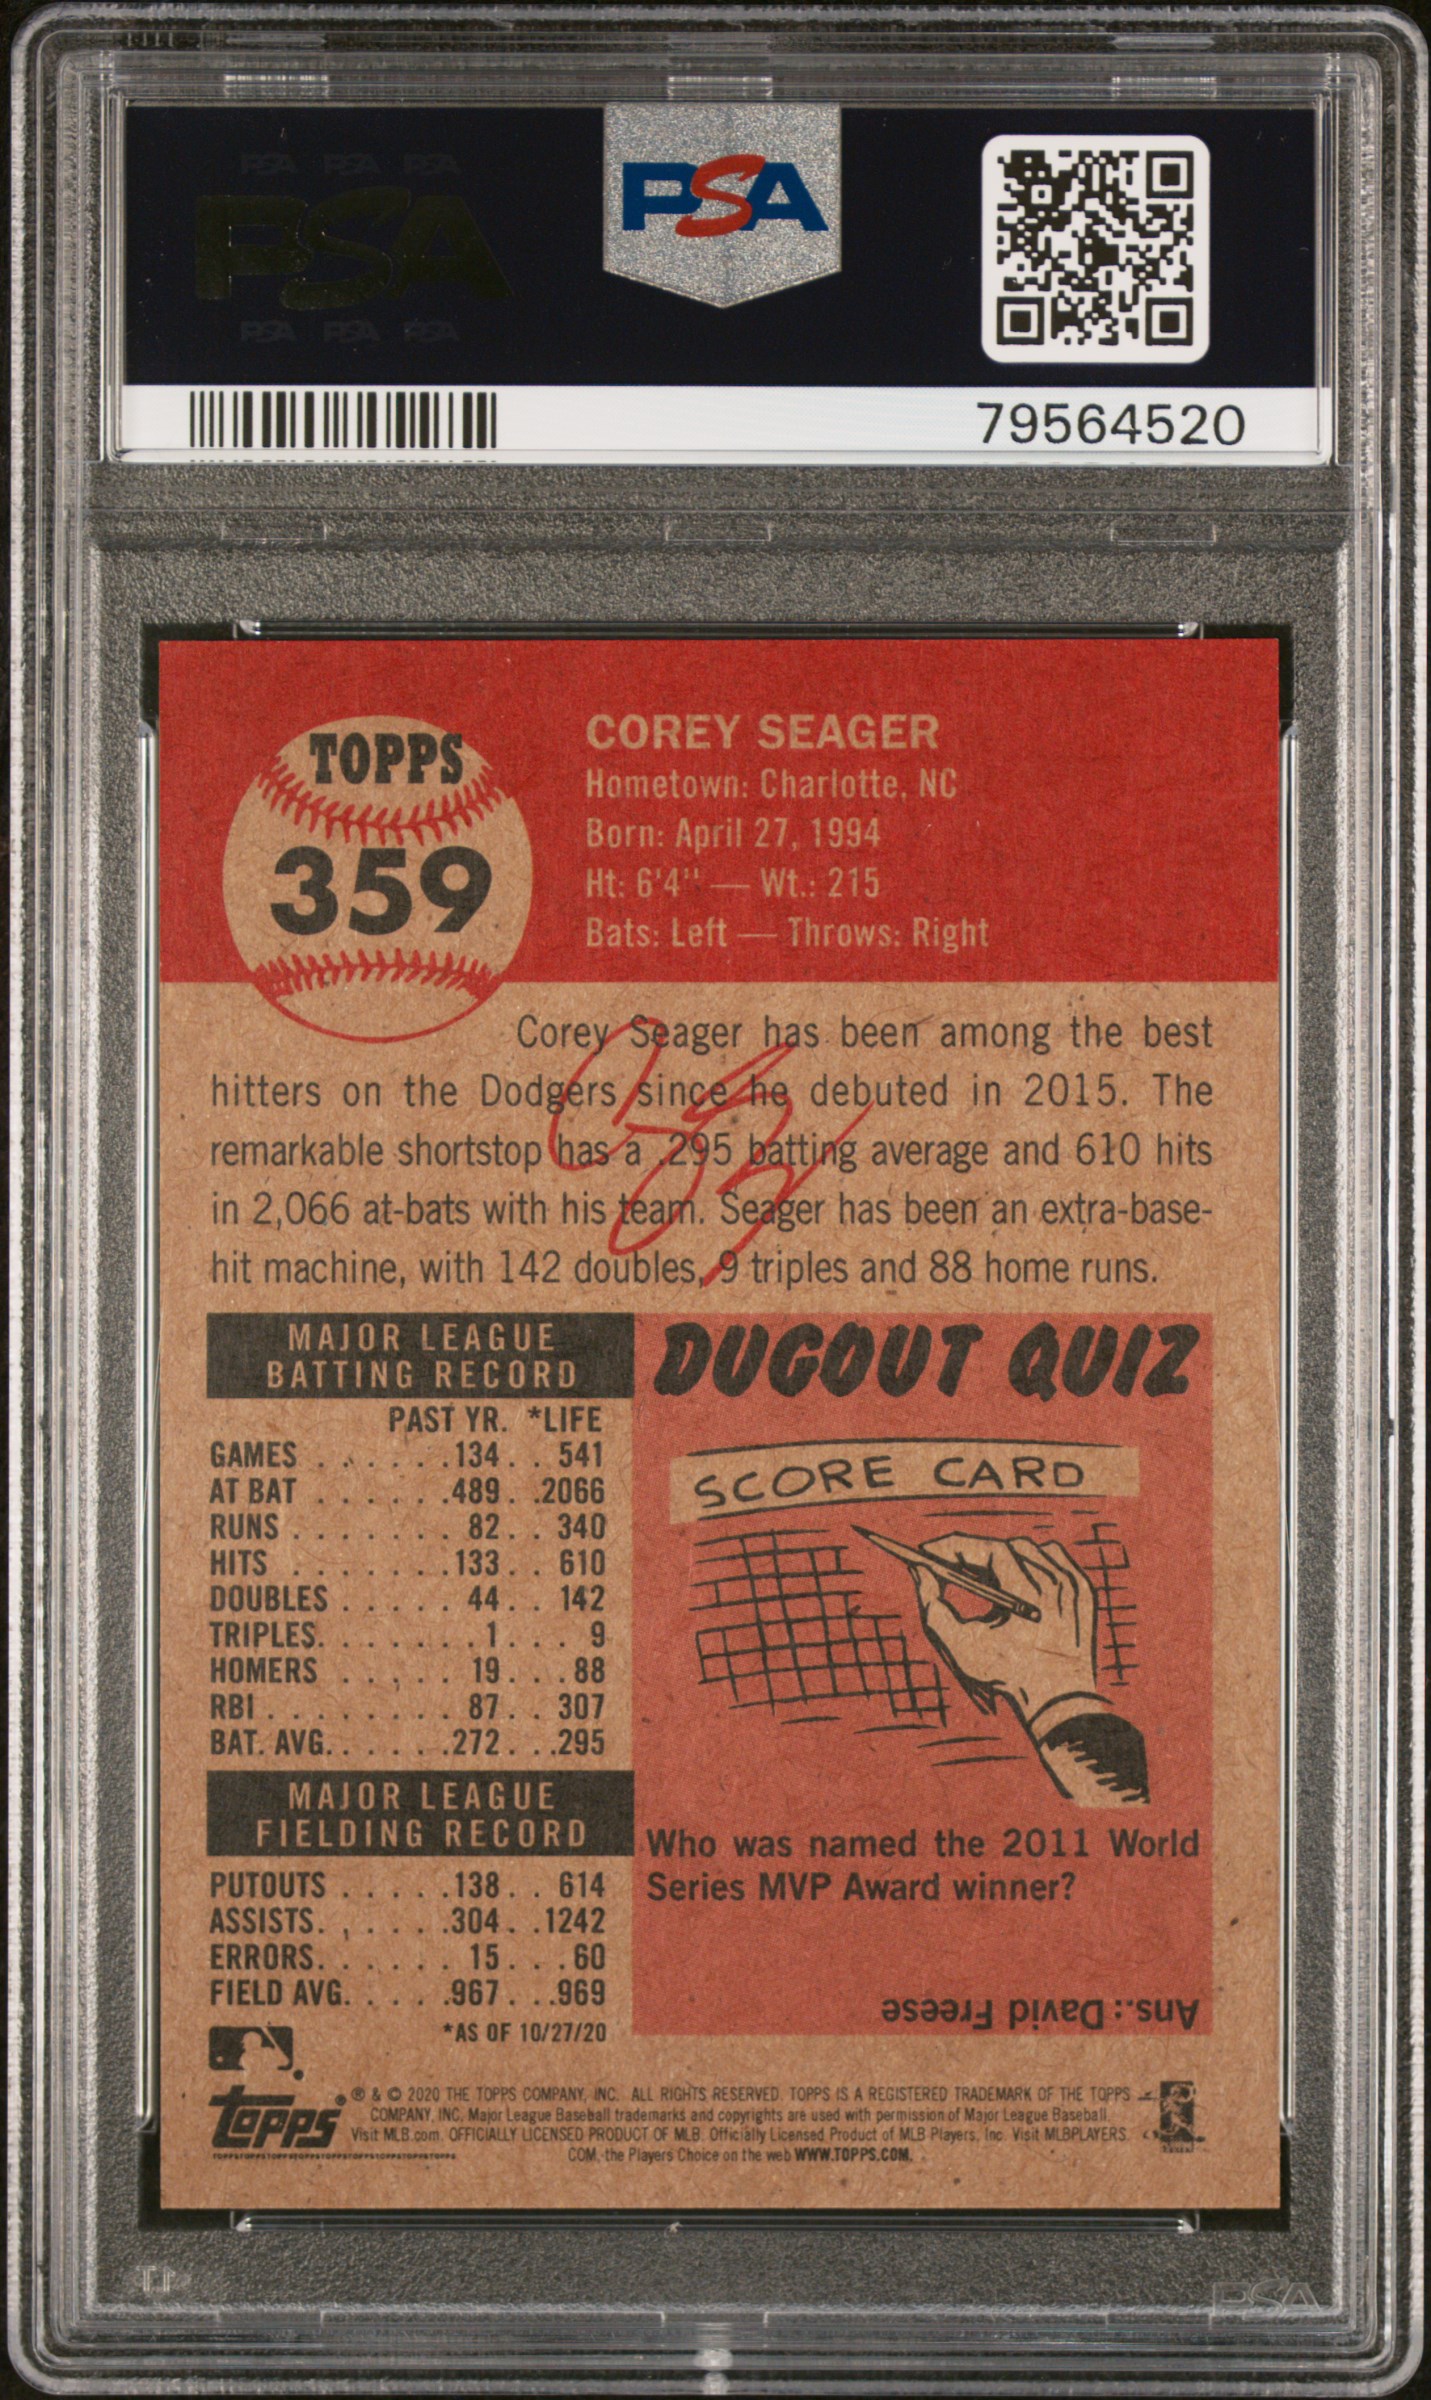 PSA PSA PSA
PSA
PSA PSA PSA
PSA
79564520
TOPPS
359
COREY SEAGER
Hometown: Charlotte, NC
Born: April 27, 1994
Ht: 6'4" — Wt.: 215
Bats: Left — Throws: Right
Corey Seager has been among the best
hitters on the Dodgers since he debuted in 2015. The
remarkable shortstop has a .295 batting average and 610 hits
in 2,066 at-bats with his team. Seager has been an extra-base-
hit machine, with 142 doubles, 9 triples and 88 home runs.
MAJOR LEAGUE
BATTING RECORD
PAST YR. *LIFE
GAMES . . . . . . .134. . 541
AT BAT . . . . . . .489. .2066
RUNS . . . . . . . 82. . 340
HITS . . . . . . . .133. . 610
DOUBLES . . . . . 44. . 142
TRIPLES. . . . . . . 1. . . 9
HOMERS . . . . . 19. . .88
RBI . . . . . . . . 87. . 307
BAT. AVG. . . . . . .272. . .295
MAJOR LEAGUE
FIELDING RECORD
PUTOUTS . . . . .138. . 614
ASSISTS. . . . . .304. .1242
ERRORS. . . . . . 15. . .60
FIELD AVG. . . . .967. . .969
*AS OF 10/27/20
DUGOUT QUIZ
SCORE CARD
Who was named the 2011 World
Series MVP Award winner?
Ans.: David Freese
topps
® & © 2020 THE TOPPS COMPANY, INC. ALL RIGHTS RESERVED. TOPPS IS A REGISTERED TRADEMARK OF THE TOPPS
COMPANY, INC. Major League Baseball trademarks and copyrights are used with permission of Major League Baseball.
Visit MLB.com. OFFICIALLY LICENSED PRODUCT OF MLB. Officially Licensed Product of MLB Players, Inc. Visit MLBPLAYERS.
COM, the Players Choice on the web WWW.TOPPS.COM.
PSA